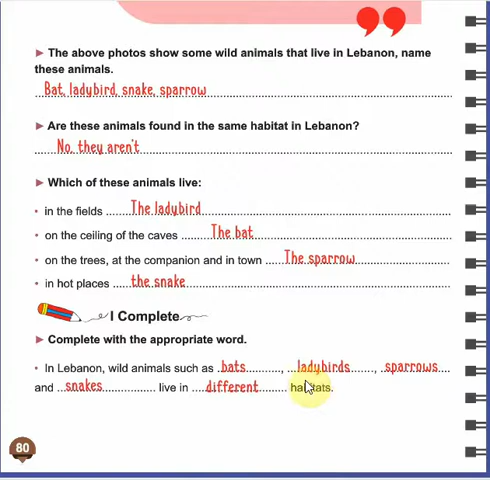 ► The above photos show some wild animals that live in Lebanon, name
these animals.
Bat, ladybird, snake, sparrow
► Are these animals found in the same habitat in Lebanon?
No, they aren't
► Which of these animals live:
• in the fields ......The ladybird......
• on the ceiling of the caves ......The bat......
• on the trees, at the companion and in town ......The sparrow......
• in hot places ......the snake......
I Complete
► Complete with the appropriate word.
• In Lebanon, wild animals such as ..bats.........., ...ladybirds......., ..sparrows....
and ...snakes............... live in .....different......... habitats.
80